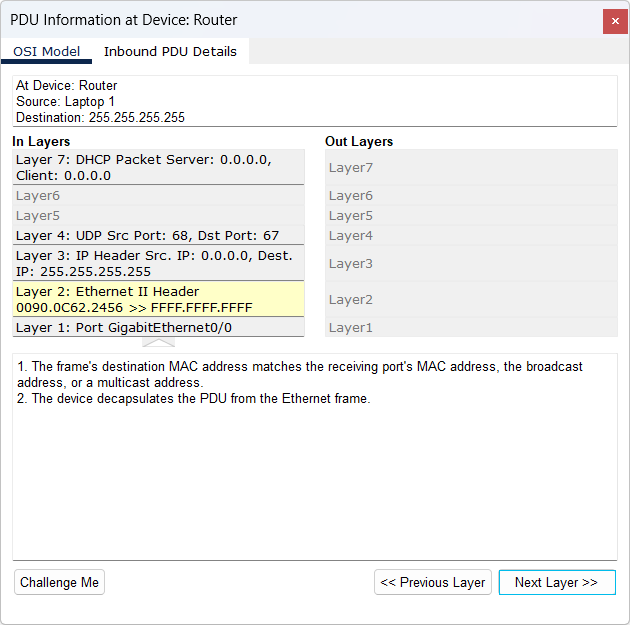 PDU Information at Device: Router
OSI Model
Inbound PDU Details
At Device: Router
Source: Laptop 1
Destination: 255.255.255.255
In Layers
Layer 7: DHCP Packet Server: 0.0.0.0,
Client: 0.0.0.0
Layer6
Layer5
Layer 4: UDP Src Port: 68, Dst Port: 67
Layer 3: IP Header Src. IP: 0.0.0.0, Dest.
IP: 255.255.255.255
Layer 2: Ethernet II Header
0090.0C62.2456 >> FFFF.FFFF.FFFF
Layer 1: Port GigabitEthernet0/0
Out Layers
Layer7
Layer6
Layer5
Layer4
Layer3
Layer2
Layer1
1. The frame's destination MAC address matches the receiving port's MAC address, the broadcast
address, or a multicast address.
2. The device decapsulates the PDU from the Ethernet frame.
Challenge Me
<< Previous Layer
Next Layer >>